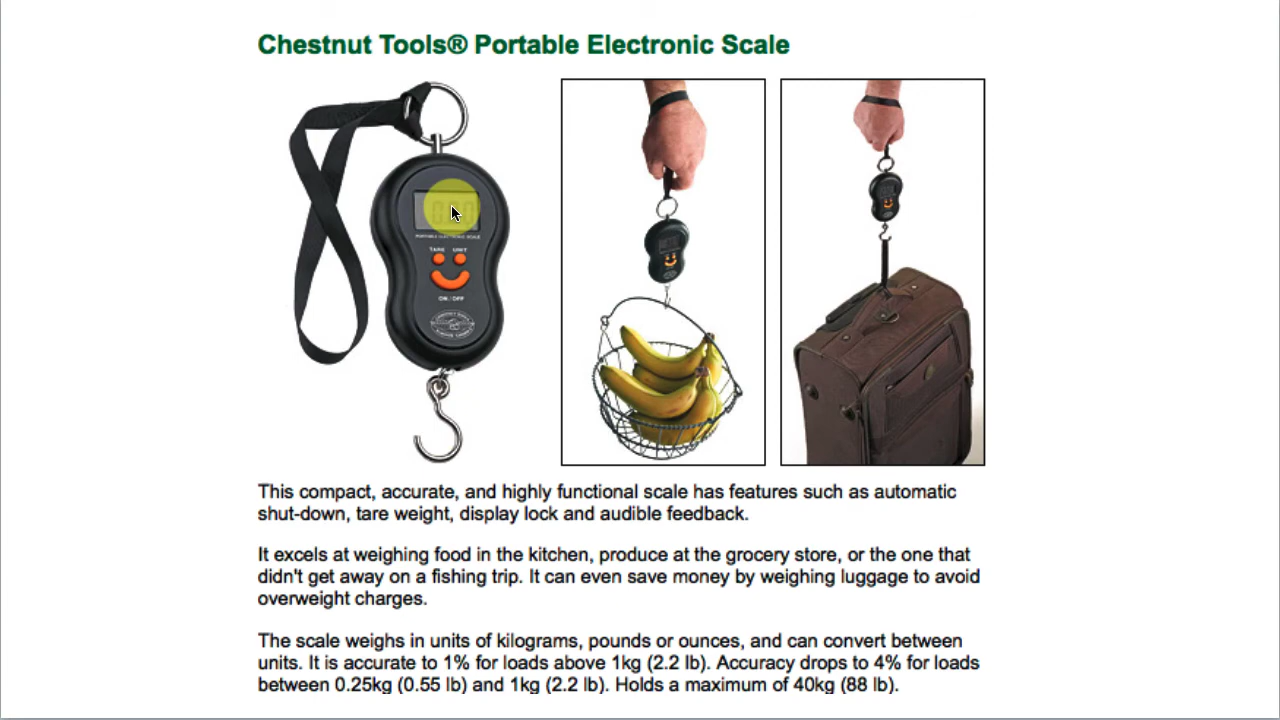 Chestnut Tools® Portable Electronic Scale
PORTABLE ELECTRONIC SCALE
TARE UNIT
ON / OFF
This compact, accurate, and highly functional scale has features such as automatic
shut-down, tare weight, display lock and audible feedback.
It excels at weighing food in the kitchen, produce at the grocery store, or the one that
didn't get away on a fishing trip. It can even save money by weighing luggage to avoid
overweight charges.
The scale weighs in units of kilograms, pounds or ounces, and can convert between
units. It is accurate to 1% for loads above 1kg (2.2 lb). Accuracy drops to 4% for loads
between 0.25kg (0.55 lb) and 1kg (2.2 lb). Holds a maximum of 40kg (88 lb).